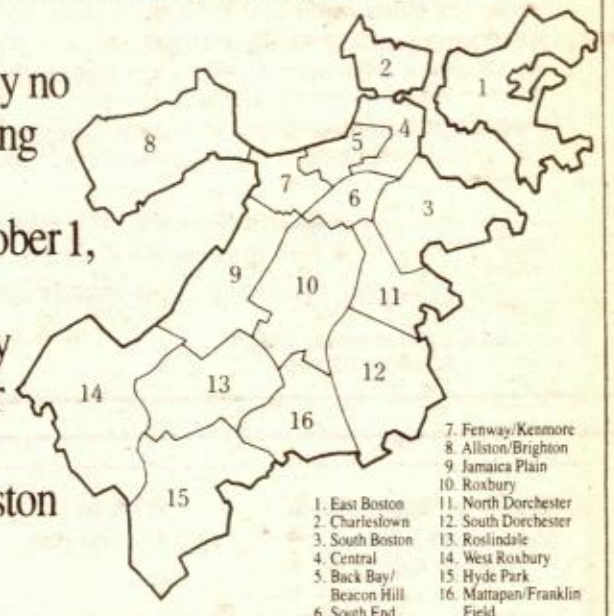 y no
ng
ober 1,
y
r
ston
2
1
8
5
4
7
6
3
9
10
11
14
13
12
16
15
1. East Boston
2. Charlestown
3. South Boston
4. Central
5. Back Bay/
Beacon Hill
6. South End
7. Fenway/Kenmore
8. Allston/Brighton
9. Jamaica Plain
10. Roxbury
11. North Dorchester
12. South Dorchester
13. Roslindale
14. West Roxbury
15. Hyde Park
16. Mattapan/Franklin
Field